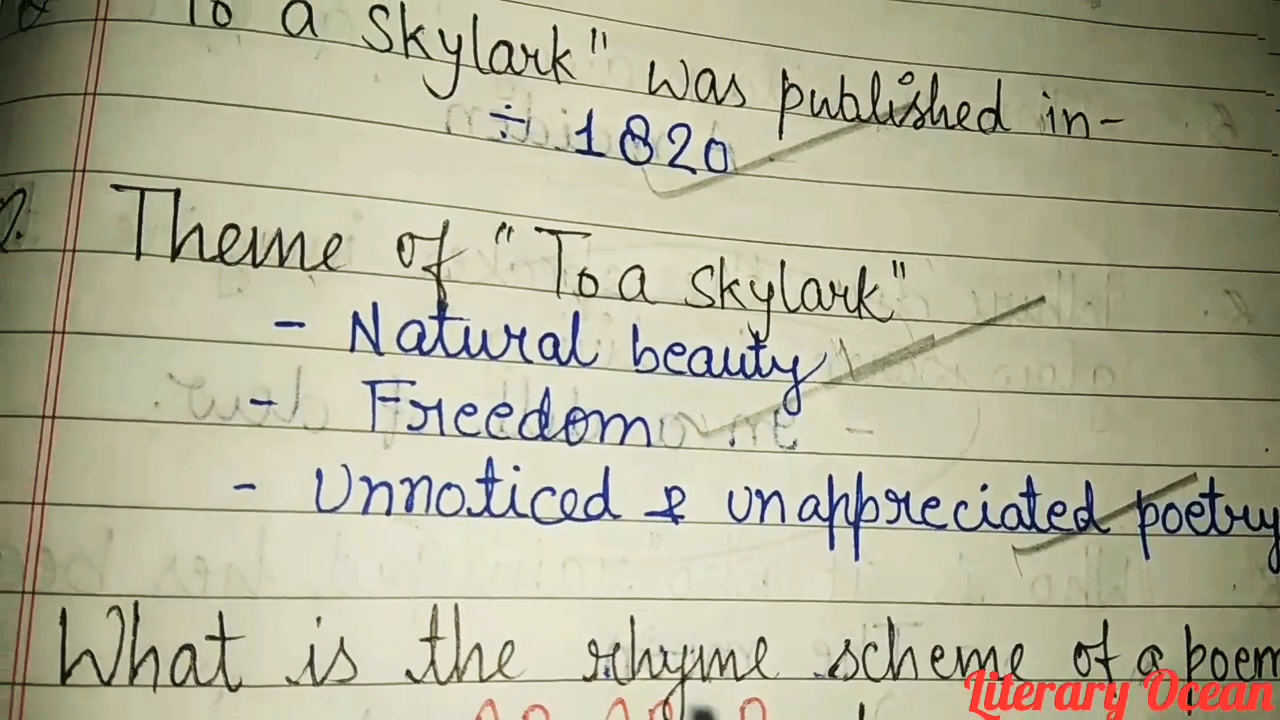 To a Skylark" was published in-
÷ 1820
Theme of "To a Skylark"
- Natural beauty
- Freedom
- Unnoticed & unappreciated poetry
What is the rhyme scheme of a poem
Literary Ocean